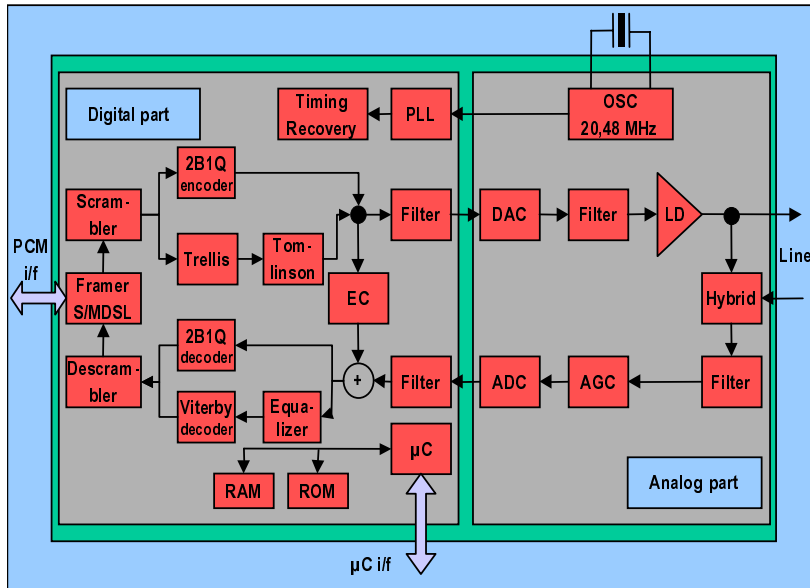 Digital part
Timing
Recovery
PLL
OSC
20,48 MHz
2B1Q
encoder
Scram-
bler
Filter
DAC
Filter
LD
Trellis
Tom-
linson
PCM
i/f
Line
Framer
S/MDSL
EC
Hybrid
2B1Q
decoder
Descram-
bler
+
Filter
ADC
AGC
Filter
Viterby
decoder
Equa-
lizer
µC
RAM
ROM
Analog part
µC i/f